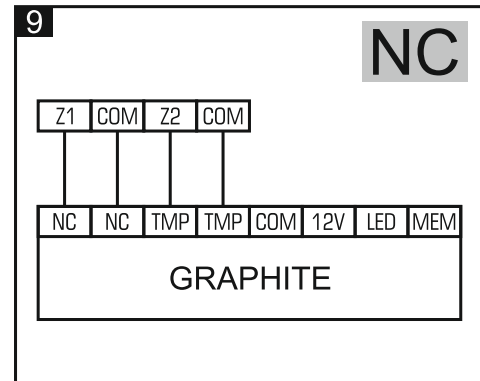 9
NC
Z1 COM Z2 COM
NC NC TMP TMP COM 12V LED MEM
GRAPHITE